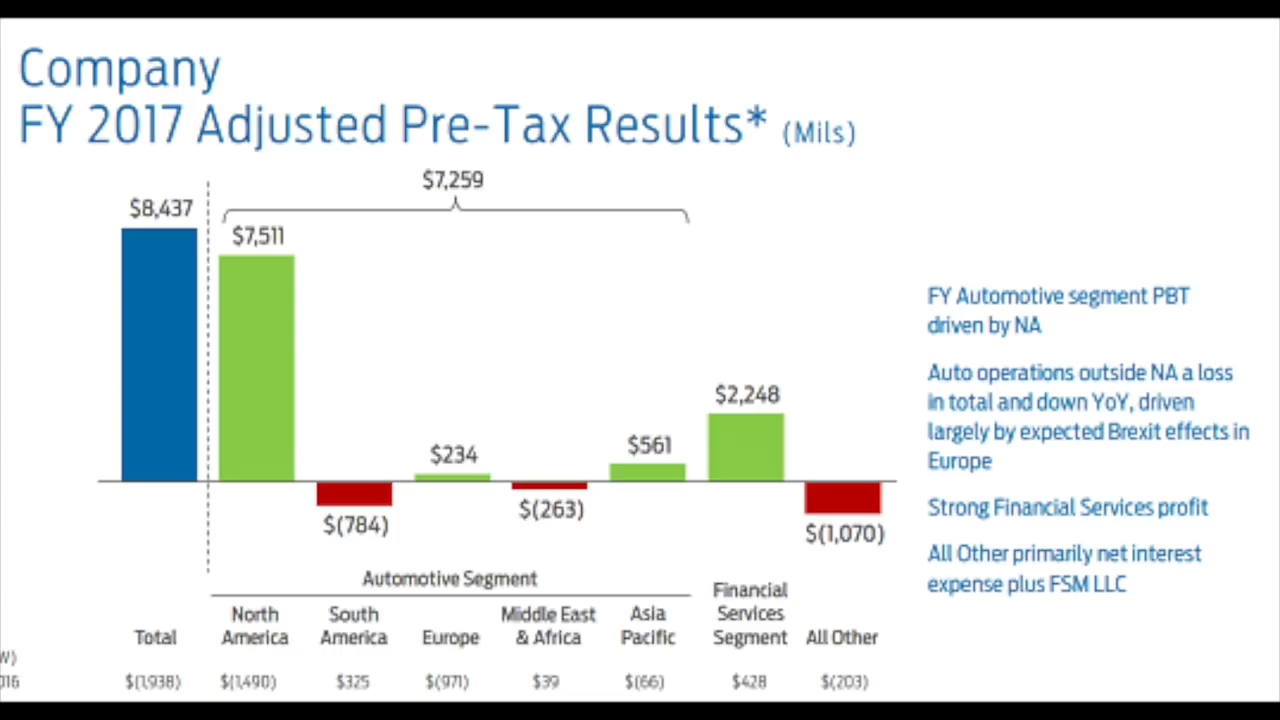 Company
FY 2017 Adjusted Pre-Tax Results* (Mils)
$7,259
$8,437
$7,511
$(784)
$234
$(263)
$561
$2,248
$(1,070)
FY Automotive segment PBT
driven by NA
Auto operations outside NA a loss
in total and down YoY, driven
largely by expected Brexit effects in
Europe
Strong Financial Services profit
All Other primarily net interest
expense plus FSM LLC
Automotive Segment
Total
North
America
South
America
Europe
Middle East
& Africa
Asia
Pacific
Financial
Services
Segment
All Other
W)
016 $(1,938) $(1,490) $325 $(971) $39 $(66) $428 $(203)